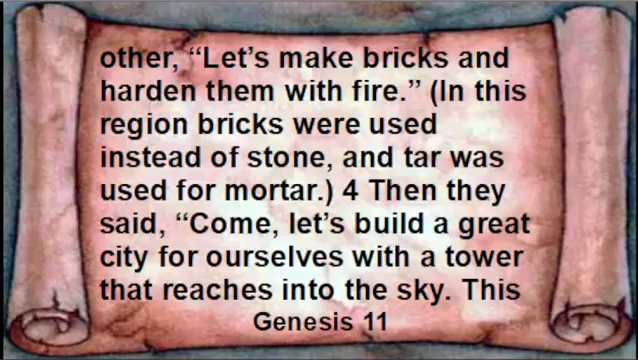 other, “Let’s make bricks and
harden them with fire.” (In this
region bricks were used
instead of stone, and tar was
used for mortar.) 4 Then they
said, “Come, let’s build a great
city for ourselves with a tower
that reaches into the sky. This
Genesis 11